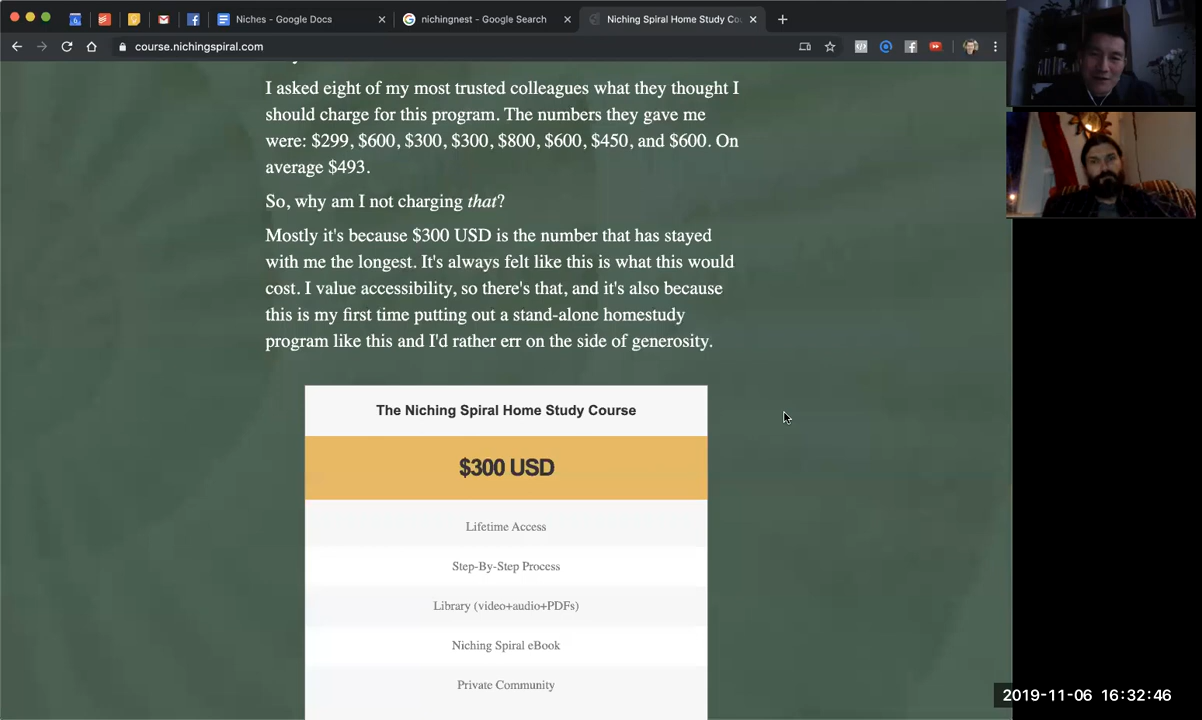 Niches - Google Docs
nichingnest - Google Search
Niching Spiral Home Study Co
course.nichingspiral.com
I asked eight of my most trusted colleagues what they thought I
should charge for this program. The numbers they gave me
were: $299, $600, $300, $300, $800, $600, $450, and $600. On
average $493.
So, why am I not charging that?
Mostly it's because $300 USD is the number that has stayed
with me the longest. It's always felt like this is what this would
cost. I value accessibility, so there's that, and it's also because
this is my first time putting out a stand-alone homestudy
program like this and I'd rather err on the side of generosity.
The Niching Spiral Home Study Course
$300 USD
Lifetime Access
Step-By-Step Process
Library (video+audio+PDFs)
Niching Spiral eBook
Private Community
2019-11-06 16:32:46